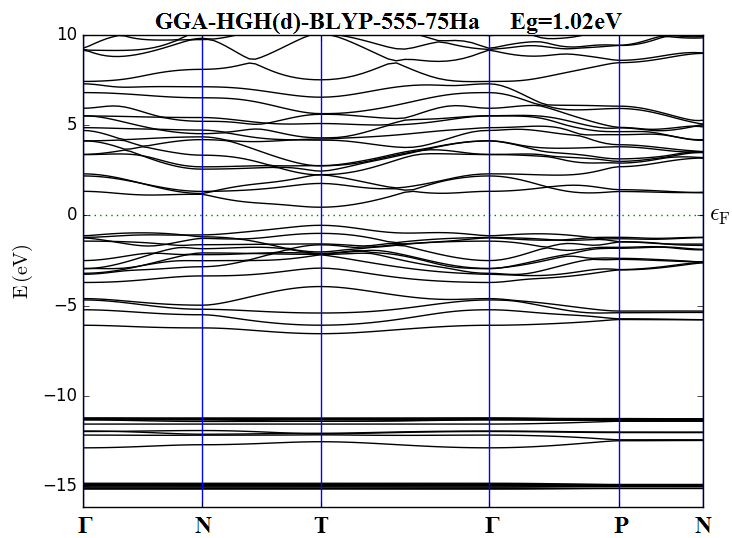 GGA-HGH(d)-BLYP-555-75Ha Eg=1.02eV
10
5
0
−5
−10
−15
E (eV)
ϵF
Γ N T Γ P N